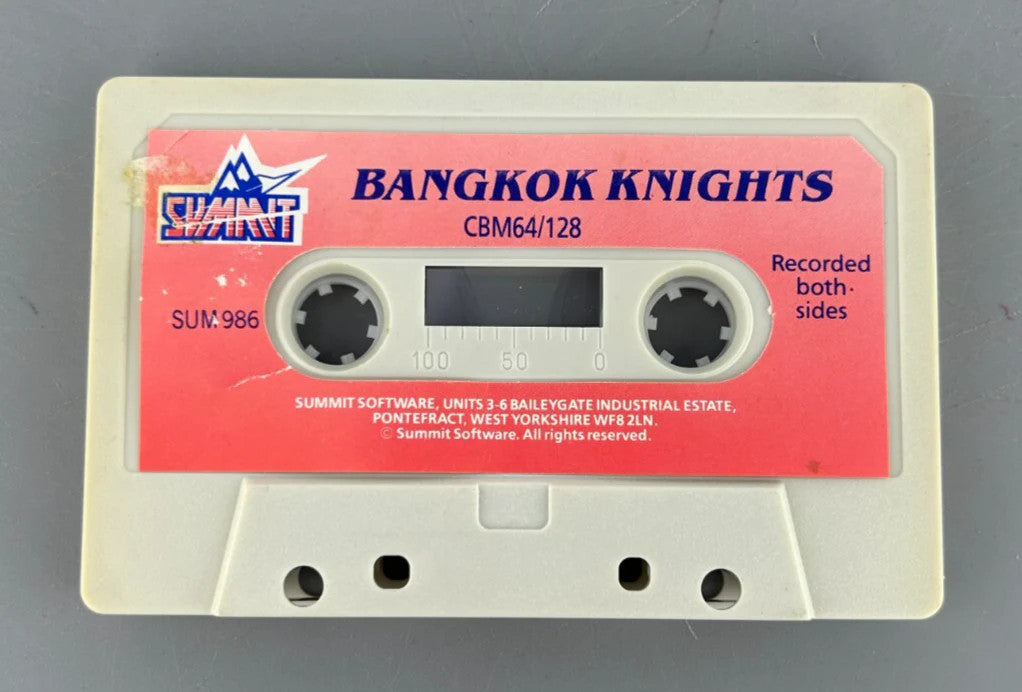 SUMMIT
BANGKOK KNIGHTS
CBM64/128
Recorded
both
sides
SUM 986
100 50 0
SUMMIT SOFTWARE, UNITS 3-6 BAILEYGATE INDUSTRIAL ESTATE,
PONTEFRACT, WEST YORKSHIRE WF8 2LN.
© Summit Software. All rights reserved.